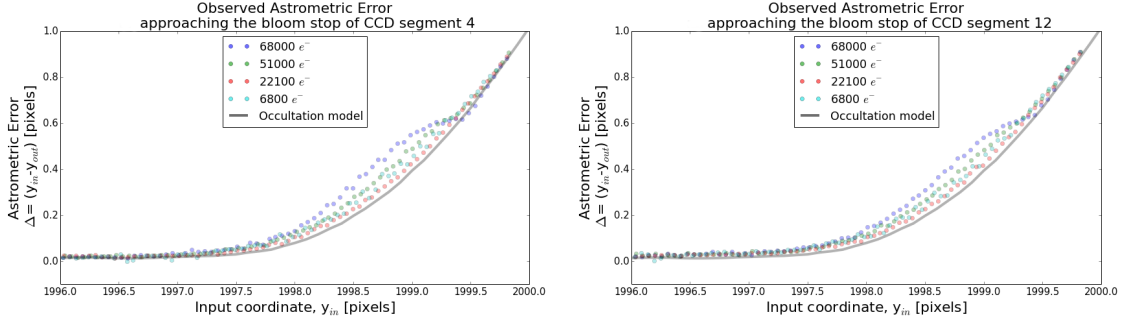 Observed Astrometric Error
approaching the bloom stop of CCD segment 4
1.0
0.8
0.6
0.4
0.2
0.0
Astrometric Error
Δ= (y_in-y_out) [pixels]
68000 e⁻
51000 e⁻
22100 e⁻
6800 e⁻
Occultation model
1996.0 1996.5 1997.0 1997.5 1998.0 1998.5 1999.0 1999.5 2000.0
Input coordinate, y_in [pixels]
Observed Astrometric Error
approaching the bloom stop of CCD segment 12
1.0
0.8
0.6
0.4
0.2
0.0
Astrometric Error
Δ= (y_in-y_out) [pixels]
68000 e⁻
51000 e⁻
22100 e⁻
6800 e⁻
Occultation model
1996.0 1996.5 1997.0 1997.5 1998.0 1998.5 1999.0 1999.5 2000.0
Input coordinate, y_in [pixels]